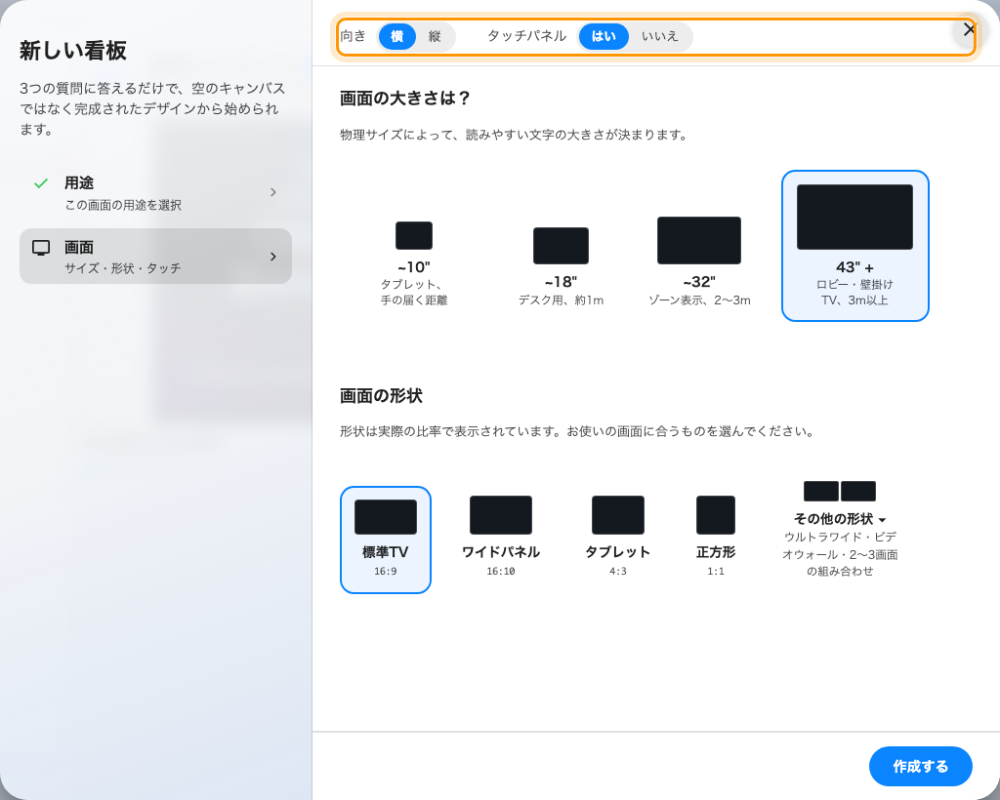 新しい看板
3つの質問に答えるだけで、空のキャンバス
ではなく完成されたデザインから始められ
ます。
用途
この画面の用途を選択
画面
サイズ・形状・タッチ
向き 横 縦 タッチパネル はい いいえ
画面の大きさは？
物理サイズによって、読みやすい文字の大きさが決まります。
~10"
タブレット、
手の届く距離
~18"
デスク用、約1m
~32"
ゾーン表示、2〜3m
43" +
ロビー・壁掛け
TV、3m以上
画面の形状
形状は実際の比率で表示されています。お使いの画面に合うものを選んでください。
標準TV
16:9
ワイドパネル
16:10
タブレット
4:3
正方形
1:1
その他の形状
ウルトラワイド・ビデ
オウォール・2〜3画面
の組み合わせ
作成する